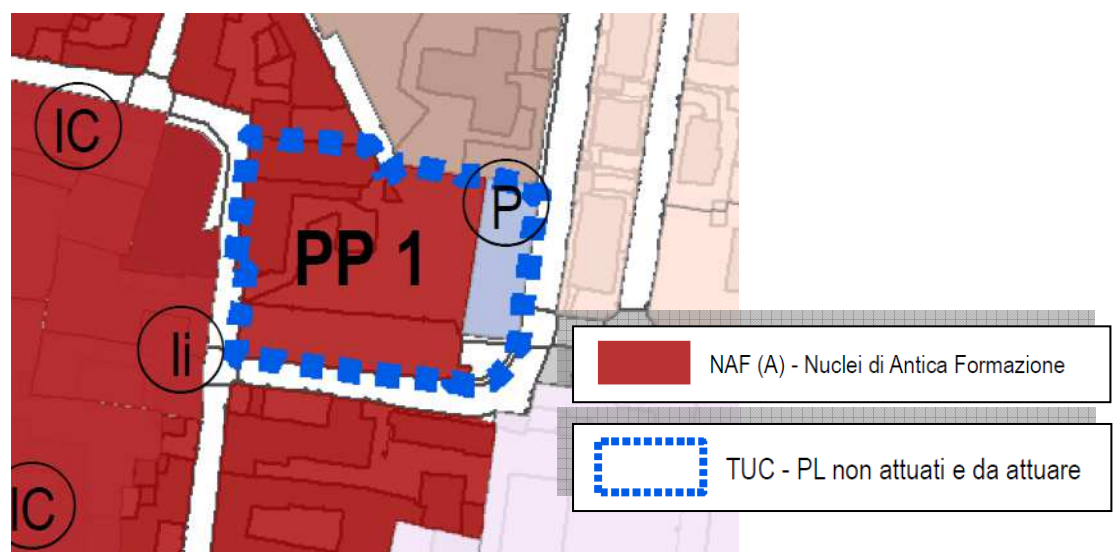 IC
P
PP 1
Ii
NAF (A) - Nuclei di Antica Formazione
TUC - PL non attuati e da attuare
IC